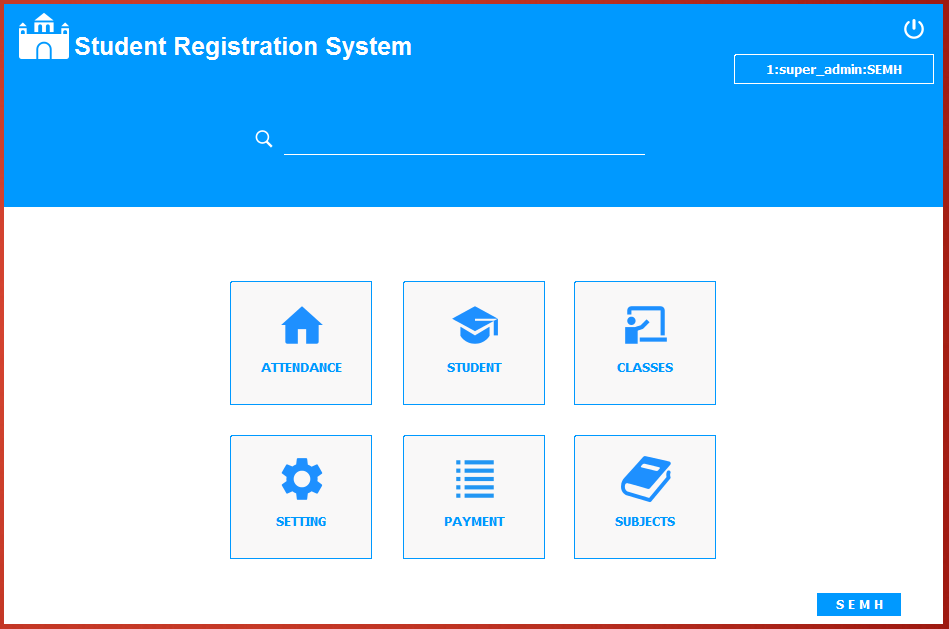 Student Registration System
1:super_admin:SEMH
ATTENDANCE
STUDENT
CLASSES
SETTING
PAYMENT
SUBJECTS
S E M H